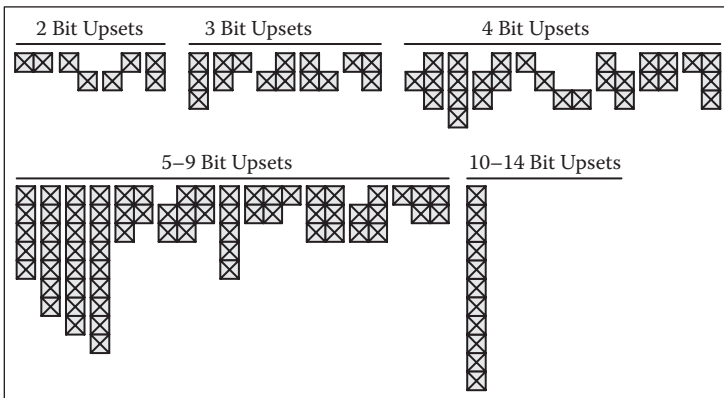 2 Bit Upsets
3 Bit Upsets
4 Bit Upsets
5–9 Bit Upsets
10–14 Bit Upsets